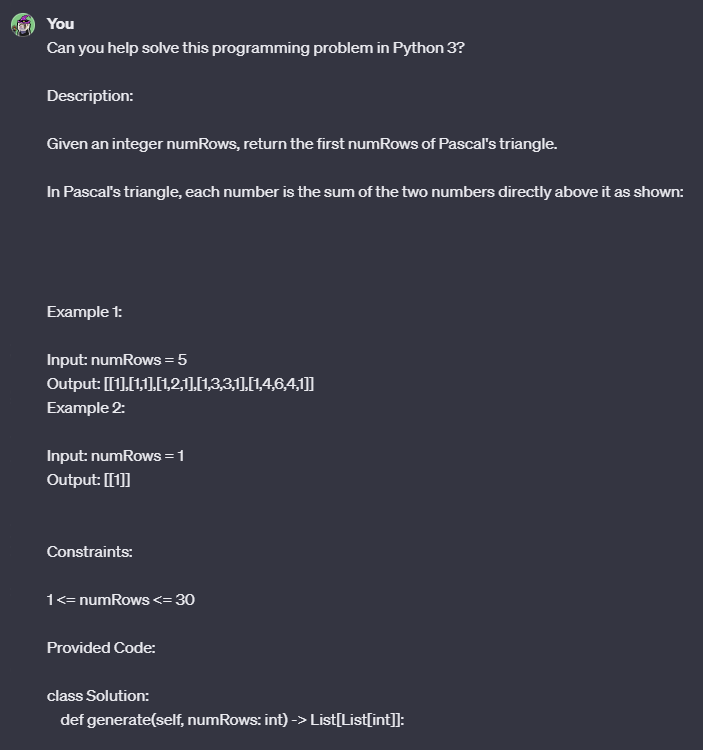 You
Can you help solve this programming problem in Python 3?
Description:
Given an integer numRows, return the first numRows of Pascal's triangle.
In Pascal's triangle, each number is the sum of the two numbers directly above it as shown:
Example 1:
Input: numRows = 5
Output: [[1],[1,1],[1,2,1],[1,3,3,1],[1,4,6,4,1]]
Example 2:
Input: numRows = 1
Output: [[1]]
Constraints:
1 <= numRows <= 30
Provided Code:
class Solution:
    def generate(self, numRows: int) -> List[List[int]]: